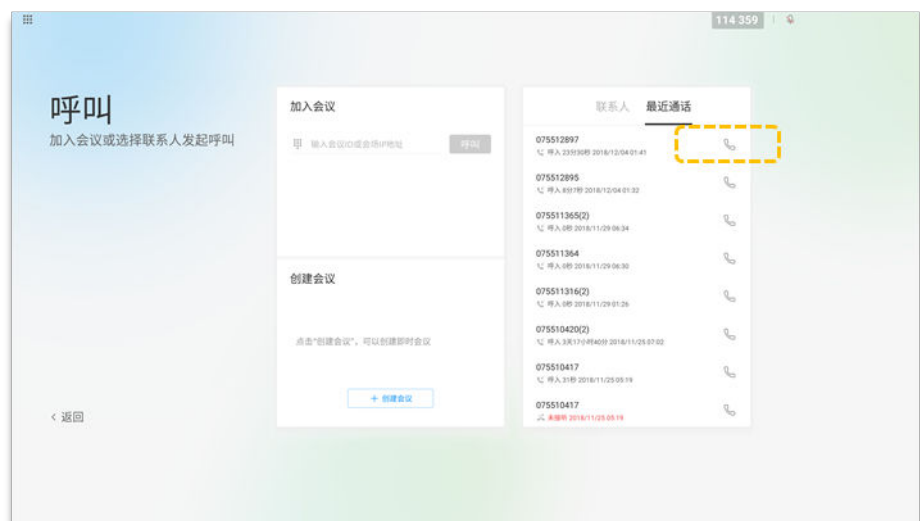 114 359
呼叫
加入会议或选择联系人发起呼叫
加入会议
输入会议ID或会场IP地址
呼叫
创建会议
点击“创建会议”，可以创建即时会议
+ 创建会议
联系人 最近通话
075512897
呼入 23分30秒 2018/12/04 01:41
075512895
呼入 8分7秒 2018/12/04 01:32
075511365(2)
呼入 0秒 2018/11/29 06:34
075511364
呼入 0秒 2018/11/29 06:30
075511316(2)
呼入 0秒 2018/11/29 01:26
075510420(2)
呼入 3天17小时40分 2018/11/25 07:02
075510417
呼入 31秒 2018/11/25 05:19
075510417
未接听 2018/11/25 05:19
< 返回